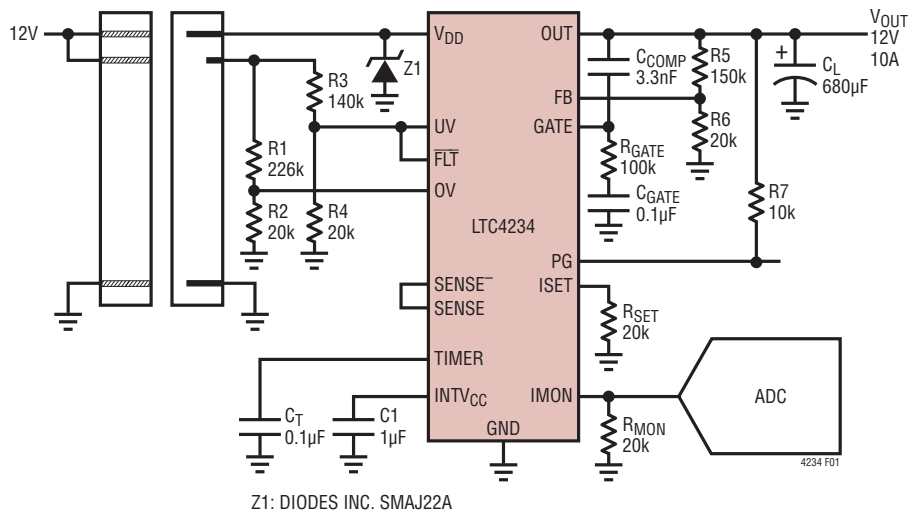 12V
Z1
R3
140k
R1
226k
R2
20k
R4
20k
V_DD
UV
FLT
OV
SENSE⁻
SENSE
TIMER
INTV_CC
GND
LTC4234
OUT
FB
GATE
PG
ISET
IMON
C_COMP
3.3nF
R5
150k
R6
20k
R_GATE
100k
C_GATE
0.1µF
R7
10k
+
C_L
680µF
V_OUT
12V
10A
R_SET
20k
R_MON
20k
ADC
C_T
0.1µF
C1
1µF
4234 F01
Z1: DIODES INC. SMAJ22A